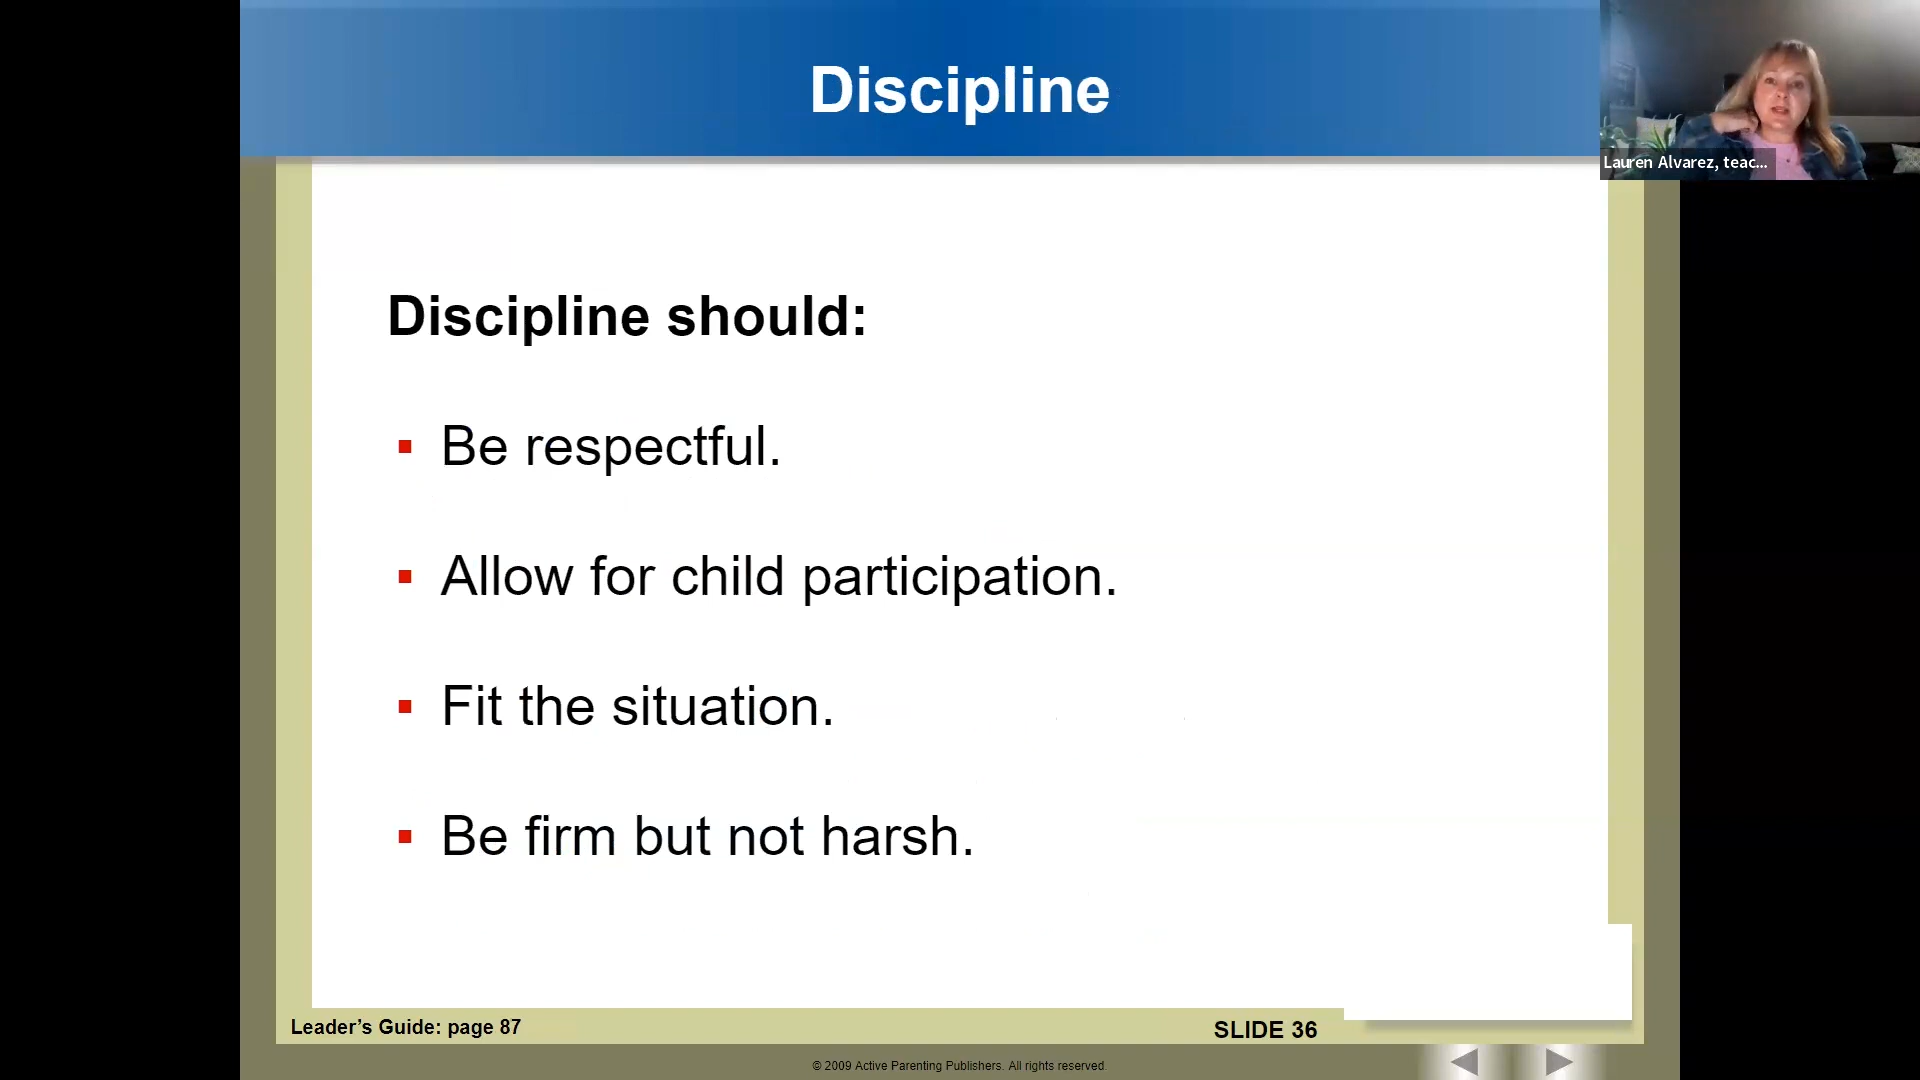 Discipline
Lauren Alvarez, teac...
Discipline should:
Be respectful.
Allow for child participation.
Fit the situation.
Be firm but not harsh.
Leader’s Guide: page 87
SLIDE 36
© 2009 Active Parenting Publishers. All rights reserved.